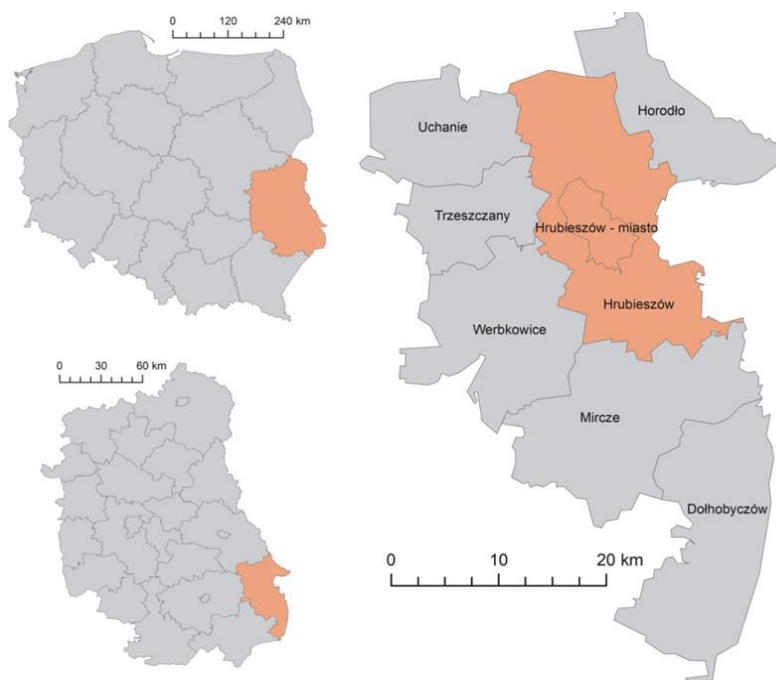 0 120 240 km
0 30 60 km
Horodło
Uchanie
Trzeszczany
Hrubieszów - miasto
Hrubieszów
Werbkowice
Mircze
Dołhobyczów
0 10 20 km